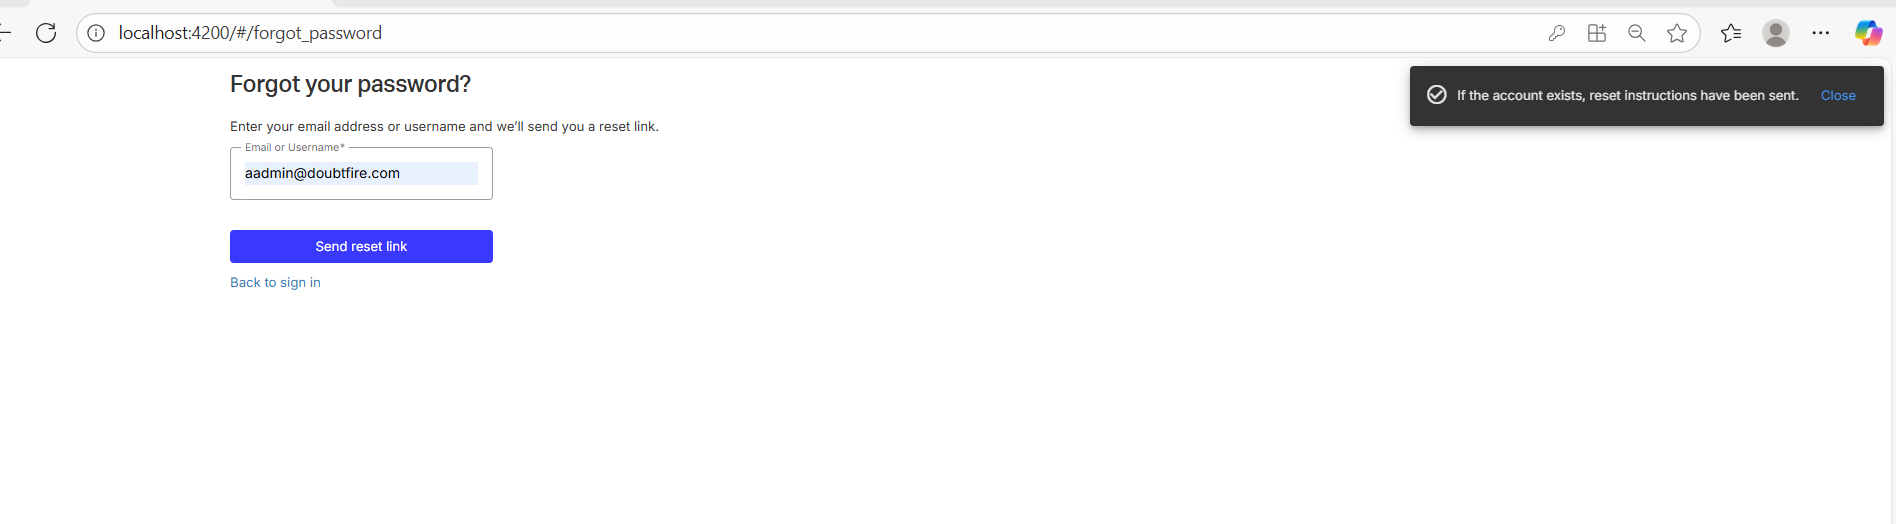 localhost:4200/#/forgot_password
Forgot your password?
If the account exists, reset instructions have been sent. Close
Enter your email address or username and we’ll send you a reset link.
Email or Username*
aadmin@doubtfire.com
Send reset link
Back to sign in